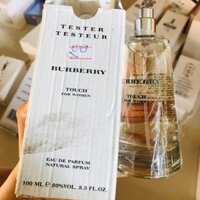 TESTER
TESTEUR
BURBERRY
TOUCH
FOR WOMEN
EAU DE PARFUM
NATURAL SPRAY
100 ML e 80%VOL. 3.3 FL.OZ.
BURBERRY
TOUCH
FOR WOMEN